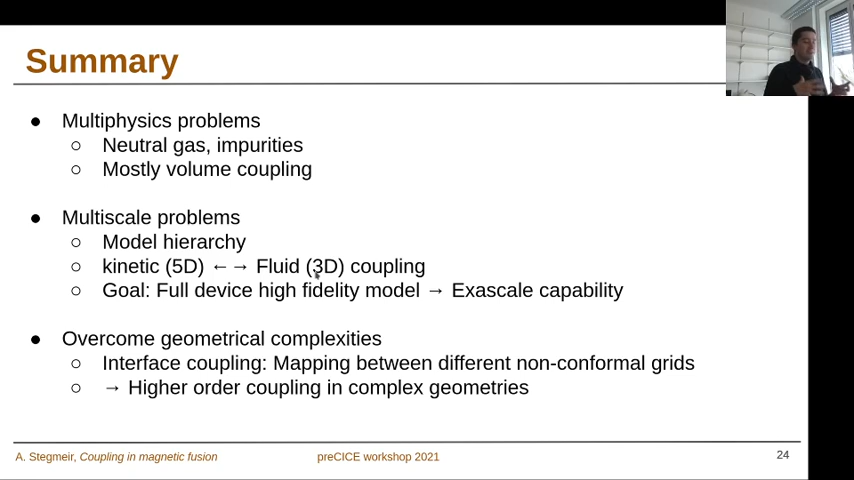 Summary
● Multiphysics problems
○ Neutral gas, impurities
○ Mostly volume coupling
● Multiscale problems
○ Model hierarchy
○ kinetic (5D) ←→ Fluid (3D) coupling
○ Goal: Full device high fidelity model → Exascale capability
● Overcome geometrical complexities
○ Interface coupling: Mapping between different non-conformal grids
○ → Higher order coupling in complex geometries
A. Stegmeir, Coupling in magnetic fusion preCICE workshop 2021 24